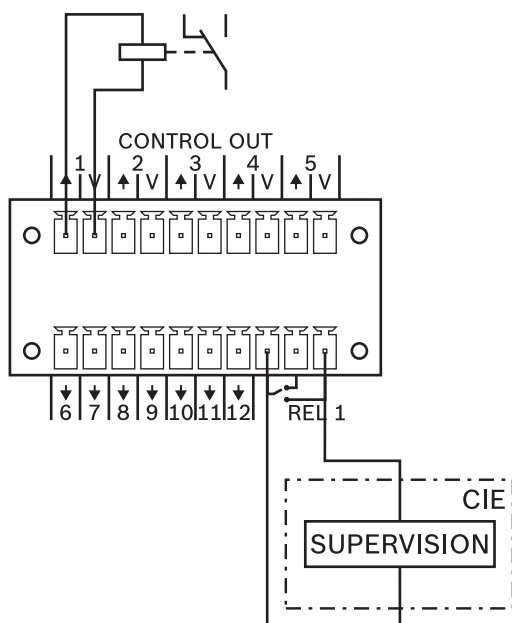 CONTROL OUT
1 2 3 4 5
V V V V V
6 7 8 9 10 11 12 REL 1
CIE
SUPERVISION